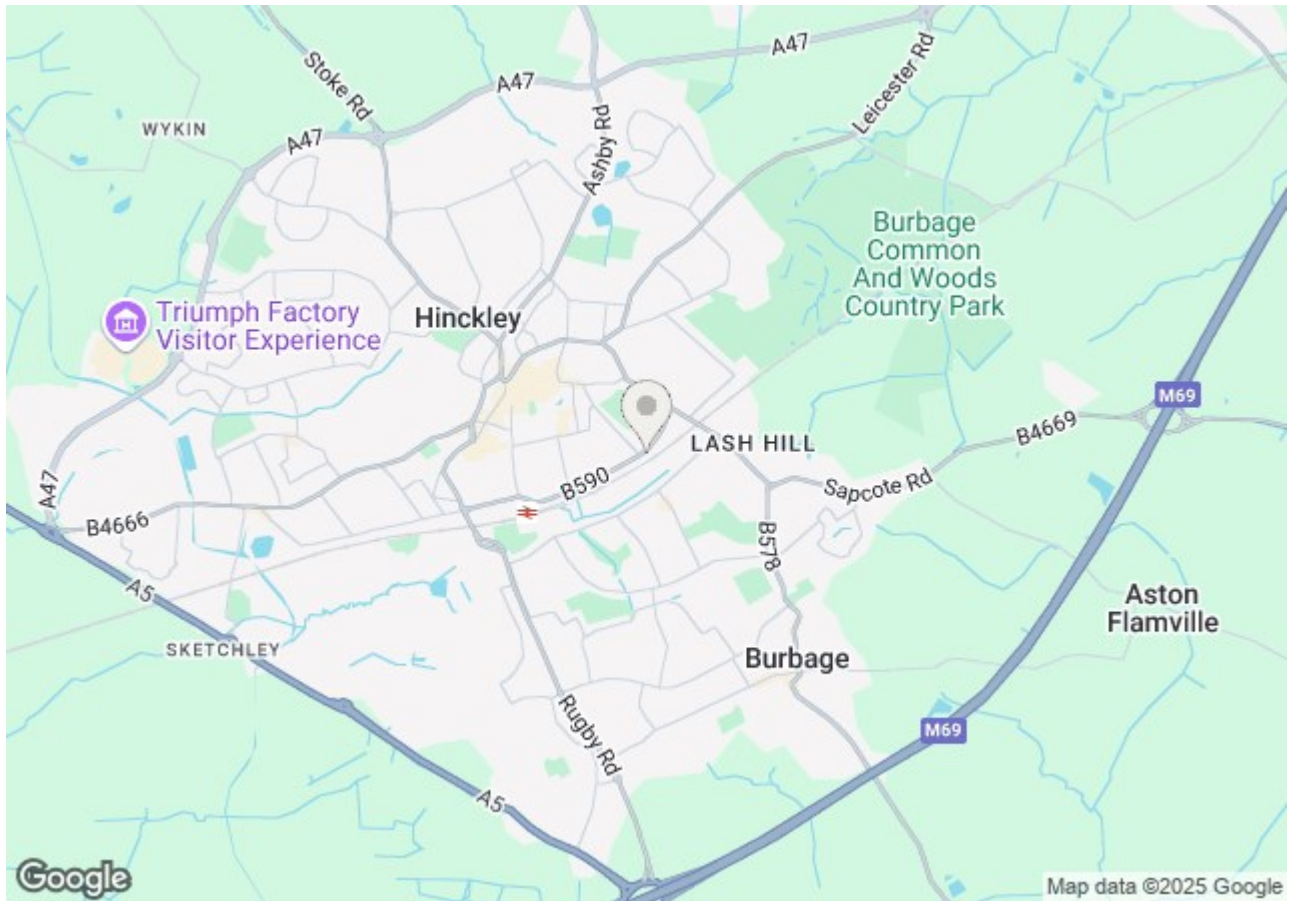 A47
Stoke Rd
A47
WYKIN
A47
Ashby Rd
Leicester Rd
Burbage
Common
And Woods
Country Park
Triumph Factory
Visitor Experience
Hinckley
M69
B4669
LASH HILL
Sapcote Rd
B590
A47
B4666
B578
A5
Aston
Flamville
SKETCHLEY
Burbage
Rugby Rd
M69
A5
Google
Map data ©2025 Google